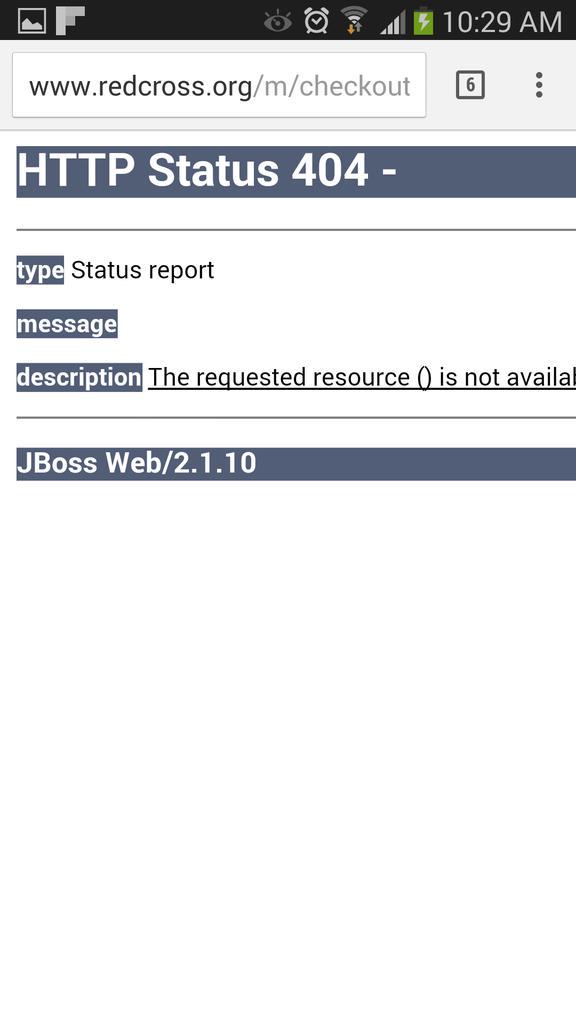 10:29 AM
www.redcross.org/m/checkout
6
HTTP Status 404 -
type Status report
message
description The requested resource () is not availab
JBoss Web/2.1.10